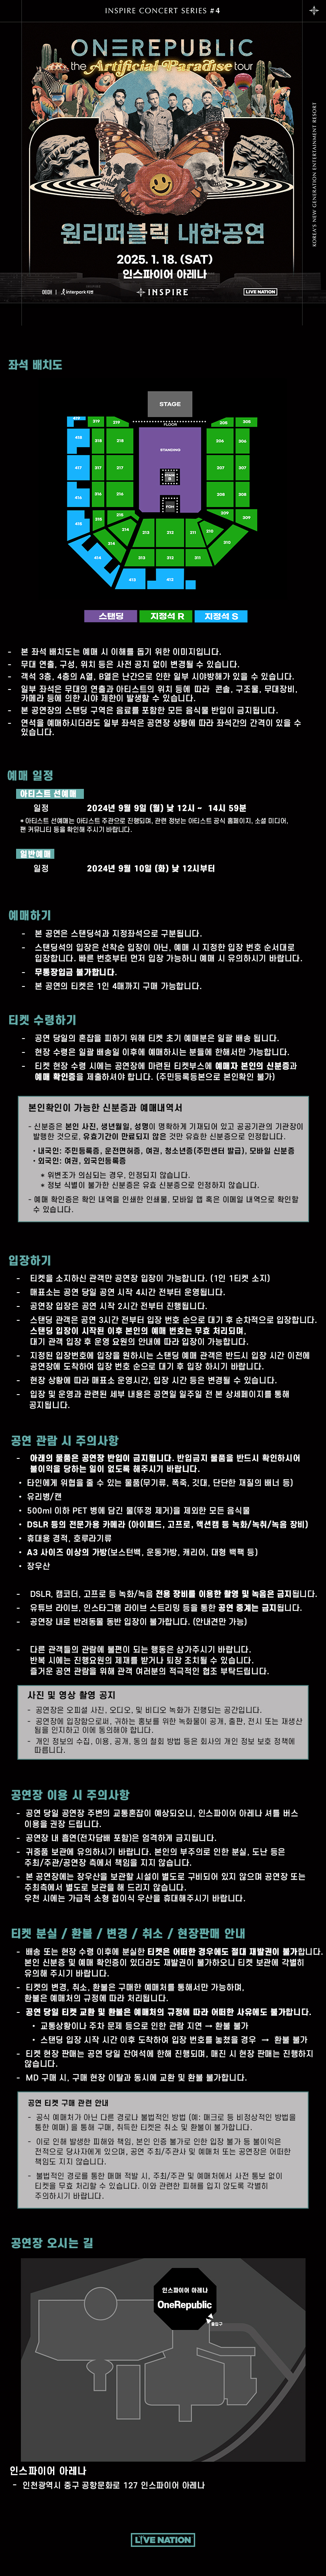 INSPIRE CONCERT SERIES #4
ONEREPUBLIC
the Artificial Paradise tour
KOREA'S NEW GENERATION ENTERTAINMENT RESORT
원리퍼블릭 내한공연
2025. 1. 18. (SAT)
인스파이어 아레나
예매 | interpark 티켓
INSPIRE
LIVE NATION
좌석 배치도
STAGE
FLOOR
STANDING
스탠딩
지정석 R
지정석 S
- 본 좌석 배치도는 예매 시 이해를 돕기 위한 이미지입니다.
- 무대 연출, 구성, 위치 등은 사전 공지 없이 변경될 수 있습니다.
- 객석 3층, 4층의 A열, B열은 난간으로 인한 일부 시야방해가 있을 수 있습니다.
- 일부 좌석은 무대의 연출과 아티스트의 위치 등에 따라 콘솔, 구조물, 무대장비,
카메라 등에 의한 시야 제한이 발생할 수 있습니다.
- 본 공연장의 스탠딩 구역은 음료를 포함한 모든 음식물 반입이 금지됩니다.
- 연석을 예매하시더라도 일부 좌석은 공연장 상황에 따라 좌석간의 간격이 있을 수
있습니다.
예매 일정
아티스트 선예매
일정 2024년 9월 9일 (월) 낮 12시 ~ 14시 59분
* 아티스트 선예매는 아티스트 주관으로 진행되며, 관련 정보는 아티스트 공식 홈페이지, 소셜 미디어,
팬 커뮤니티 등을 확인해 주시기 바랍니다.
일반예매
일정 2024년 9월 10일 (화) 낮 12시부터
예매하기
- 본 공연은 스탠딩석과 지정좌석으로 구분됩니다.
- 스탠딩석의 입장은 선착순 입장이 아닌, 예매 시 지정한 입장 번호 순서대로
입장합니다. 빠른 번호부터 먼저 입장 가능하니 예매 시 유의하시기 바랍니다.
- 무통장입금 불가합니다.
- 본 공연의 티켓은 1인 4매까지 구매 가능합니다.
티켓 수령하기
- 공연 당일의 혼잡을 피하기 위해 티켓 초기 예매분은 일괄 배송 됩니다.
- 현장 수령은 일괄 배송일 이후에 예매하시는 분들에 한해서만 가능합니다.
- 티켓 현장 수령 시에는 공연장에 마련된 티켓부스에 예매자 본인의 신분증과
예매 확인증을 제출하셔야 합니다. (주민등록등본으로 본인확인 불가)
본인확인이 가능한 신분증과 예매내역서
- 신분증은 본인 사진, 생년월일, 성명이 명확하게 기재되어 있고 공공기관의 기관장이
발행한 것으로, 유효기간이 만료되지 않은 것만 유효한 신분증으로 인정합니다.
• 내국인: 주민등록증, 운전면허증, 여권, 청소년증(주민센터 발급), 모바일 신분증
• 외국인: 여권, 외국인등록증
* 위변조가 의심되는 경우, 인정되지 않습니다.
* 정보 식별이 불가한 신분증은 유효 신분증으로 인정하지 않습니다.
- 예매 확인증은 확인 내역을 인쇄한 인쇄물, 모바일 앱 혹은 이메일 내역으로 확인할
수 있습니다.
입장하기
- 티켓을 소지하신 관객만 공연장 입장이 가능합니다. (1인 1티켓 소지)
- 매표소는 공연 당일 공연 시작 4시간 전부터 운영됩니다.
- 공연장 입장은 공연 시작 2시간 전부터 진행됩니다.
- 스탠딩 관객은 공연 3시간 전부터 입장 번호 순으로 대기 후 순차적으로 입장합니다.
스탠딩 입장이 시작된 이후 본인의 예매 번호는 무효 처리되며,
대기 관객 입장 후 운영 요원의 안내에 따라 입장이 가능합니다.
- 지정된 입장번호에 입장을 원하시는 스탠딩 예매 관객은 반드시 입장 시간 이전에
공연장에 도착하여 입장 번호 순으로 대기 후 입장 하시기 바랍니다.
- 현장 상황에 따라 매표소 운영시간, 입장 시간 등은 변경될 수 있습니다.
- 입장 및 운영과 관련된 세부 내용은 공연일 일주일 전 본 상세페이지를 통해
공지됩니다.
공연 관람 시 주의사항
- 아래의 물품은 공연장 반입이 금지됩니다. 반입금지 물품을 반드시 확인하시어
불이익을 당하는 일이 없도록 해주시기 바랍니다.
• 타인에게 위협을 줄 수 있는 물품(무기류, 폭죽, 깃대, 단단한 재질의 배너 등)
• 유리병/캔
• 500ml 이하 PET 병에 담긴 물(뚜껑 제거)을 제외한 모든 음식물
• DSLR 등의 전문가용 카메라 (아이패드, 고프로, 액션캠 등 녹화/녹취/녹음 장비)
• 휴대용 경적, 호루라기류
• A3 사이즈 이상의 가방(보스턴백, 운동가방, 캐리어, 대형 백팩 등)
• 장우산
- DSLR, 캠코더, 고프로 등 녹화/녹음 전용 장비를 이용한 촬영 및 녹음은 금지됩니다.
- 유튜브 라이브, 인스타그램 라이브 스트리밍 등을 통한 공연 중계는 금지됩니다.
- 공연장 내로 반려동물 동반 입장이 불가합니다. (안내견만 가능)
- 다른 관객들의 관람에 불편이 되는 행동은 삼가주시기 바랍니다.
반복 시에는 진행요원의 제재를 받거나 퇴장 조치될 수 있습니다.
즐거운 공연 관람을 위해 관객 여러분의 적극적인 협조 부탁드립니다.
사진 및 영상 촬영 공지
- 공연장은 오피셜 사진, 오디오, 및 비디오 녹화가 진행되는 공간입니다.
- 공연장에 입장함으로써, 귀하는 홍보를 위한 녹화물이 공개, 출판, 전시 또는 재생산
됨을 인지하고 이에 동의해야 합니다.
- 개인 정보의 수집, 이용, 공개, 동의 철회 방법 등은 회사의 개인 정보 보호 정책에
따릅니다.
공연장 이용 시 주의사항
- 공연 당일 공연장 주변의 교통혼잡이 예상되오니, 인스파이어 아레나 셔틀 버스
이용을 권장 드립니다.
- 공연장 내 흡연(전자담배 포함)은 엄격하게 금지됩니다.
- 귀중품 보관에 유의하시기 바랍니다. 본인의 부주의로 인한 분실, 도난 등은
주최/주관/공연장 측에서 책임을 지지 않습니다.
- 본 공연장에는 장우산을 보관할 시설이 별도로 구비되어 있지 않으며 공연장 또는
주최측에서 별도로 보관을 해 드리지 않습니다.
우천 시에는 가급적 소형 접이식 우산을 휴대해주시기 바랍니다.
티켓 분실 / 환불 / 변경 / 취소 / 현장판매 안내
- 배송 또는 현장 수령 이후에 분실한 티켓은 어떠한 경우에도 절대 재발권이 불가합니다.
본인 신분증 및 예매 확인증이 있더라도 재발권이 불가하오니 티켓 보관에 각별히
유의해 주시기 바랍니다.
- 티켓의 변경, 취소, 환불은 구매한 예매처를 통해서만 가능하며,
환불은 예매처의 규정에 따라 처리됩니다.
- 공연 당일 티켓 교환 및 환불은 예매처의 규정에 따라 어떠한 사유에도 불가합니다.
• 교통상황이나 주차 문제 등으로 인한 관람 지연 → 환불 불가
• 스탠딩 입장 시작 시간 이후 도착하여 입장 번호를 놓쳤을 경우 → 환불 불가
- 티켓 현장 판매는 공연 당일 잔여석에 한해 진행되며, 매진 시 현장 판매는 진행하지
않습니다.
- MD 구매 시, 구매 현장 이탈과 동시에 교환 및 환불 불가합니다.
공연 티켓 구매 관련 안내
- 공식 예매처가 아닌 다른 경로나 불법적인 방법 (예: 매크로 등 비정상적인 방법을
통한 예매) 을 통해 구매, 취득한 티켓은 취소 및 환불이 불가합니다.
- 이로 인해 발생한 피해와 책임, 본인 인증 불가로 인한 입장 불가 등 불이익은
전적으로 당사자에게 있으며, 공연 주최/주관사 및 예매처 또는 공연장은 어떠한
책임도 지지 않습니다.
- 불법적인 경로를 통한 매매 적발 시, 주최/주관 및 예매처에서 사전 통보 없이
티켓을 무효 처리할 수 있습니다. 이와 관련한 피해를 입지 않도록 각별히
주의하시기 바랍니다.
공연장 오시는 길
인스파이어 아레나
OneRepublic
출입구
인스파이어 아레나
- 인천광역시 중구 공항문화로 127 인스파이어 아레나
LIVE NATION